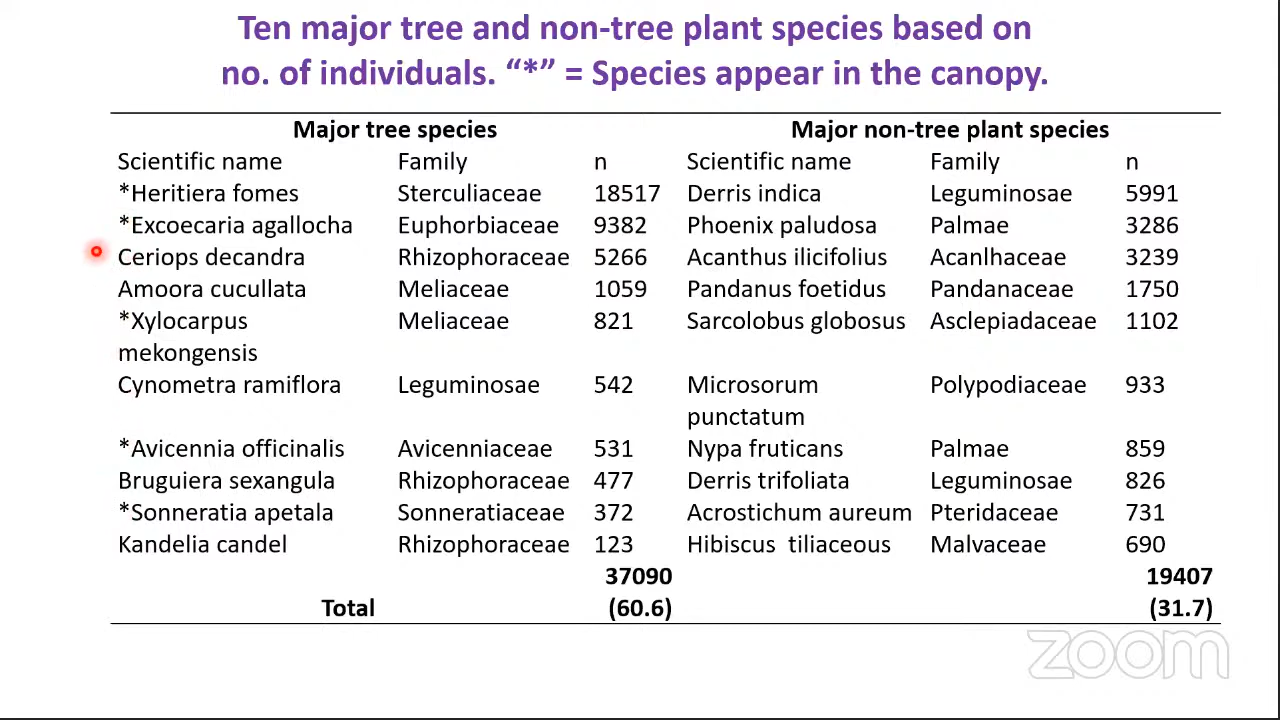 Ten major tree and non-tree plant species based on
no. of individuals. “*” = Species appear in the canopy.
Major tree species Major non-tree plant species
Scientific name Family n Scientific name Family n
*Heritiera fomes Sterculiaceae 18517 Derris indica Leguminosae 5991
*Excoecaria agallocha Euphorbiaceae 9382 Phoenix paludosa Palmae 3286
Ceriops decandra Rhizophoraceae 5266 Acanthus ilicifolius Acanlhaceae 3239
Amoora cucullata Meliaceae 1059 Pandanus foetidus Pandanaceae 1750
*Xylocarpus Meliaceae 821 Sarcolobus globosus Asclepiadaceae 1102
mekongensis
Cynometra ramiflora Leguminosae 542 Microsorum Polypodiaceae 933
punctatum
*Avicennia officinalis Avicenniaceae 531 Nypa fruticans Palmae 859
Bruguiera sexangula Rhizophoraceae 477 Derris trifoliata Leguminosae 826
*Sonneratia apetala Sonneratiaceae 372 Acrostichum aureum Pteridaceae 731
Kandelia candel Rhizophoraceae 123 Hibiscus tiliaceous Malvaceae 690
37090 19407
Total (60.6) (31.7)
zoom